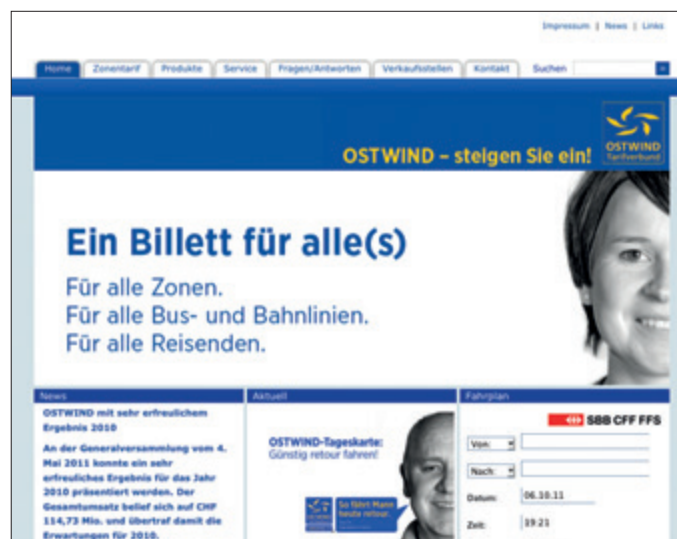 Impressum | News | Links
Home Zonentarif Produkte Service Fragen/Antworten Verkaufsstellen Kontakt Suchen
OSTWIND – steigen Sie ein!
OSTWIND
Tarifverbund
Ein Billett für alle(s)
Für alle Zonen.
Für alle Bus- und Bahnlinien.
Für alle Reisenden.
News
OSTWIND mit sehr erfreulichem
Ergebnis 2010
An der Generalversammlung vom 4.
Mai 2011 konnte ein sehr
erfreuliches Ergebnis für das Jahr
2010 präsentiert werden. Der
Gesamtumsatz belief sich auf CHF
114,73 Mio. und übertraf damit die
Erwartungen für 2010.
Aktuell
OSTWIND-Tageskarte:
Günstig retour fahren!
So fährt Mann
heute retour.
Fahrplan
SBB CFF FFS
Von:
Nach:
Datum: 06.10.11
Zeit: 19:21